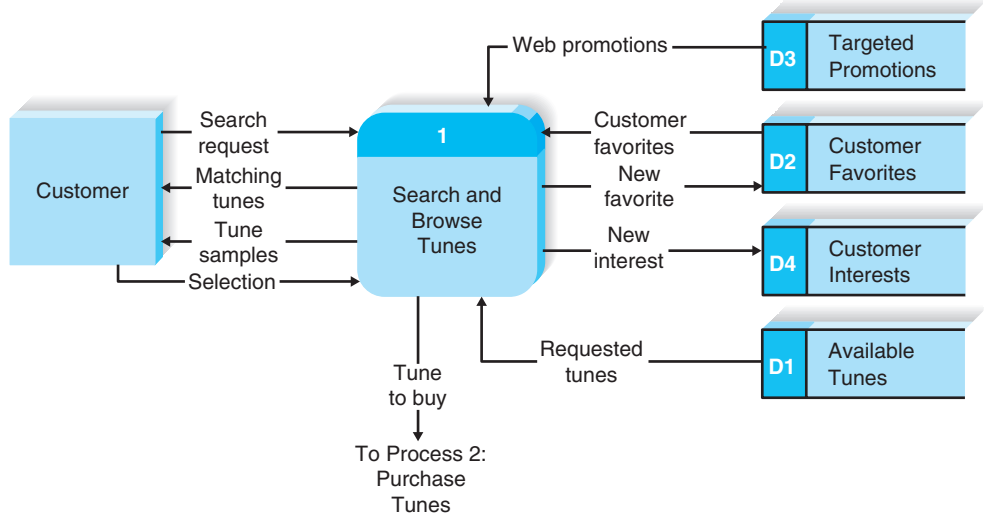 Web promotions
D3
Targeted
Promotions
Search
request
1
Customer
favorites
D2
Customer
Favorites
Customer
Matching
tunes
Search and
Browse
Tunes
New
favorite
Tune
samples
New
interest
D4
Customer
Interests
Selection
Requested
tunes
D1
Available
Tunes
Tune
to buy
To Process 2:
Purchase
Tunes